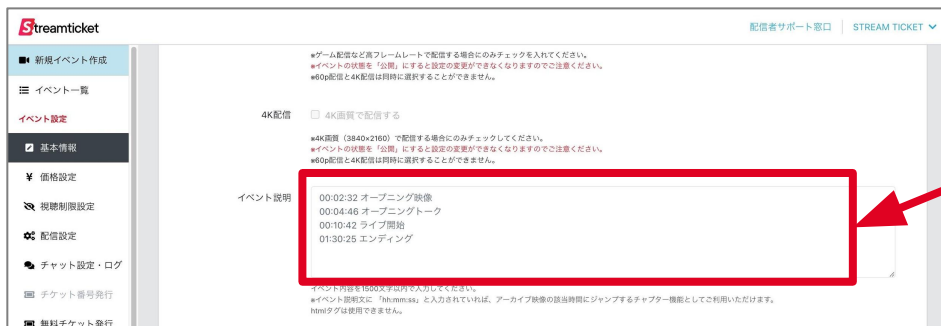 Streamticket
配信者サポート窓口
STREAM TICKET
新規イベント作成
イベント一覧
イベント設定
基本情報
¥ 価格設定
視聴制限設定
配信設定
チャット設定・ログ
チケット番号発行
無料チケット発行
※ゲーム配信など高フレームレートで配信する場合にのみチェックを入れてください。
※イベントの状態を「公開」にすると設定の変更ができなくなりますのでご注意ください。
※60p配信と4K配信は同時に選択することができません。
4K配信
4K画質で配信する
※4K画質（3840×2160）で配信する場合にのみチェックしてください。
※イベントの状態を「公開」にすると設定の変更ができなくなりますのでご注意ください。
※60p配信と4K配信は同時に選択することができません。
イベント説明
00:02:32 オープニング映像
00:04:46 オープニングトーク
00:10:42 ライブ開始
01:30:25 エンディング
イベント内容を1500文字以内で入力してください。
※イベント説明文に 「hh:mm:ss」と入力されていれば、アーカイブ映像の該当時間にジャンプするチャプター機能としてご利用いただけます。
htmlタグは使用できません。